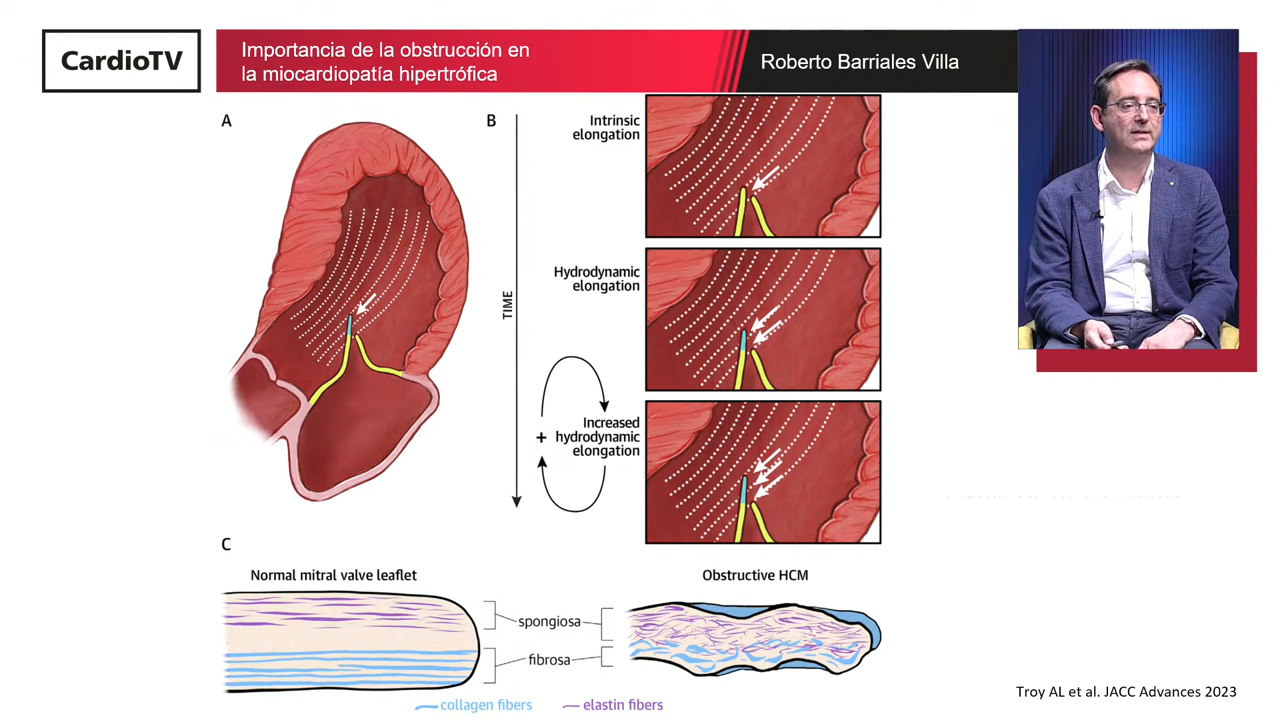 CardioTV
Importancia de la obstrucción en
la miocardiopatía hipertrófica
Roberto Barriales Villa
A
B
Intrinsic
elongation
Hydrodynamic
elongation
TIME
+
Increased
hydrodynamic
elongation
C
Normal mitral valve leaflet
Obstructive HCM
spongiosa
fibrosa
collagen fibers
elastin fibers
Troy AL et al. JACC Advances 2023